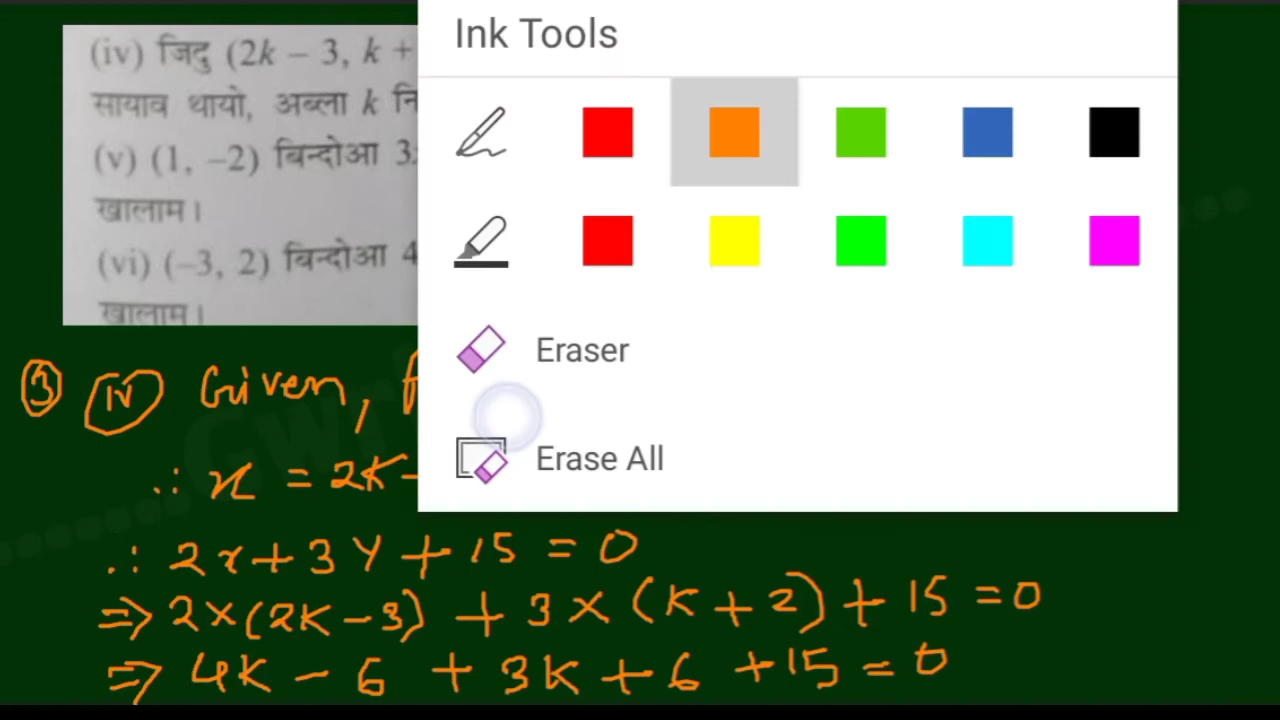 (iv) जिदु (2k – 3, k +
सायाव थायो, अब्ला k नि
(v) (1, –2) बिन्दोआ 3
खालाम।
(vi) (–3, 2) बिन्दोआ 4
खालाम।
Ink Tools
Eraser
Erase All
3 iv Given,
∴ x = 2K-
∴ 2x + 3y + 15 = 0
⇒ 2×(2K – 3) + 3 × (K + 2) + 15 = 0
⇒ 4K – 6 + 3K + 6 + 15 = 0